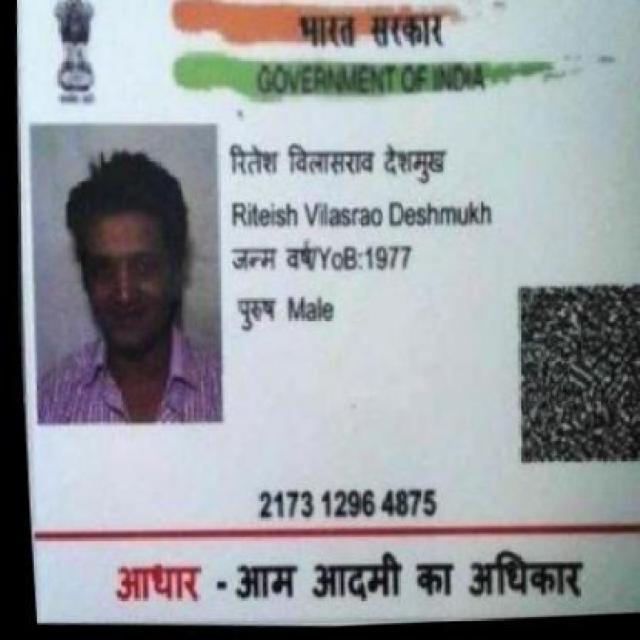 भारत सरकार
GOVERNMENT OF INDIA
रितेश विलासराव देशमुख
Riteish Vilasrao Deshmukh
जन्म वर्ष/YoB:1977
पुरुष Male
2173 1296 4875
आधार - आम आदमी का अधिकार